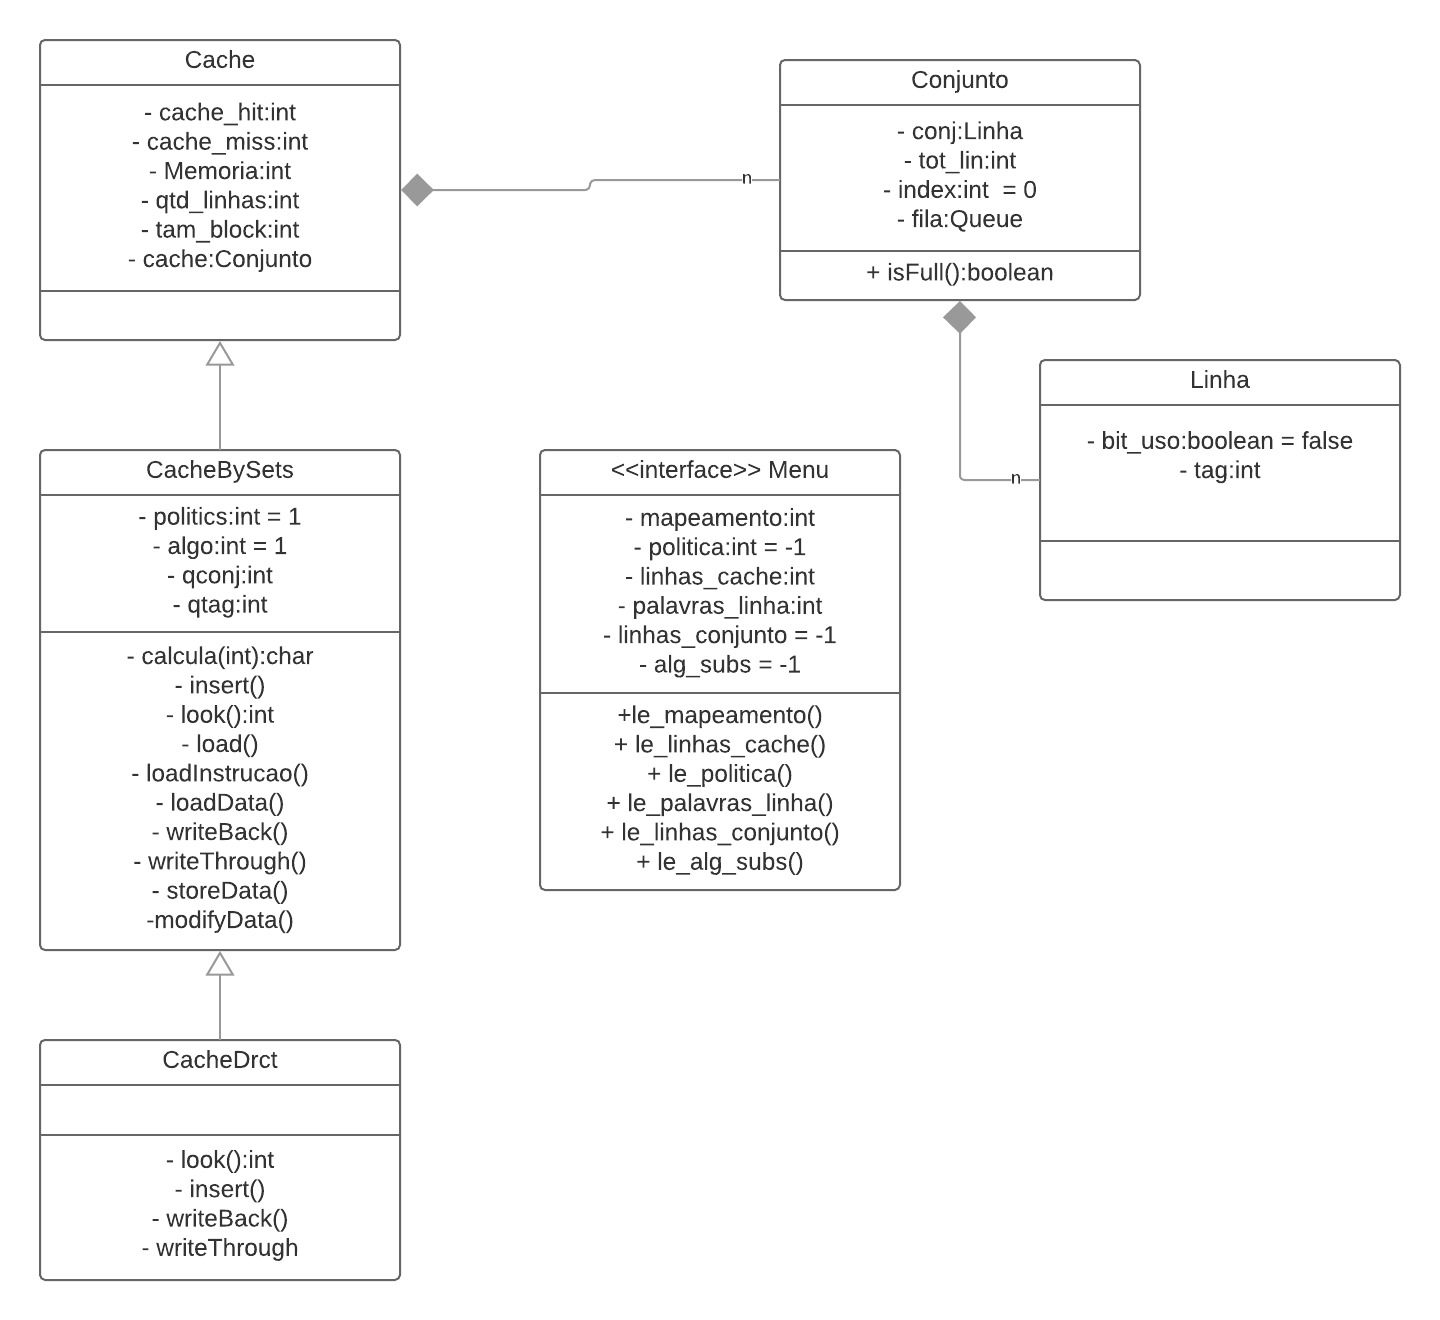 Cache
- cache_hit:int
- cache_miss:int
- Memoria:int
- qtd_linhas:int
- tam_block:int
- cache:Conjunto
n
Conjunto
- conj:Linha
- tot_lin:int
- index:int  = 0
- fila:Queue
+ isFull():boolean
n
Linha
- bit_uso:boolean = false
- tag:int
CacheBySets
- politics:int = 1
- algo:int = 1
- qconj:int
- qtag:int
- calcula(int):char
- insert()
- look():int
- load()
- loadInstrucao()
- loadData()
- writeBack()
- writeThrough()
- storeData()
-modifyData()
<<interface>> Menu
- mapeamento:int
- politica:int = -1
- linhas_cache:int
- palavras_linha:int
- linhas_conjunto = -1
- alg_subs = -1
+le_mapeamento()
+ le_linhas_cache()
+ le_politica()
+ le_palavras_linha()
+ le_linhas_conjunto()
+ le_alg_subs()
CacheDrct
- look():int
- insert()
- writeBack()
- writeThrough